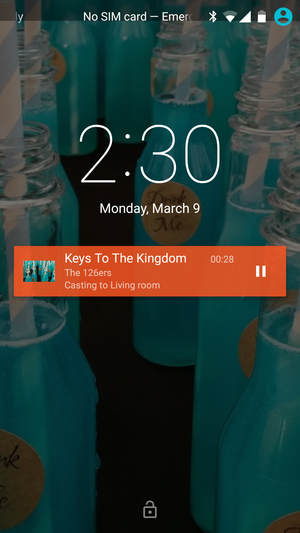 ly No SIM card — Emer
2:30
Monday, March 9
Drink
Me
Keys To The Kingdom 00:28
The 126ers
Casting to Living room